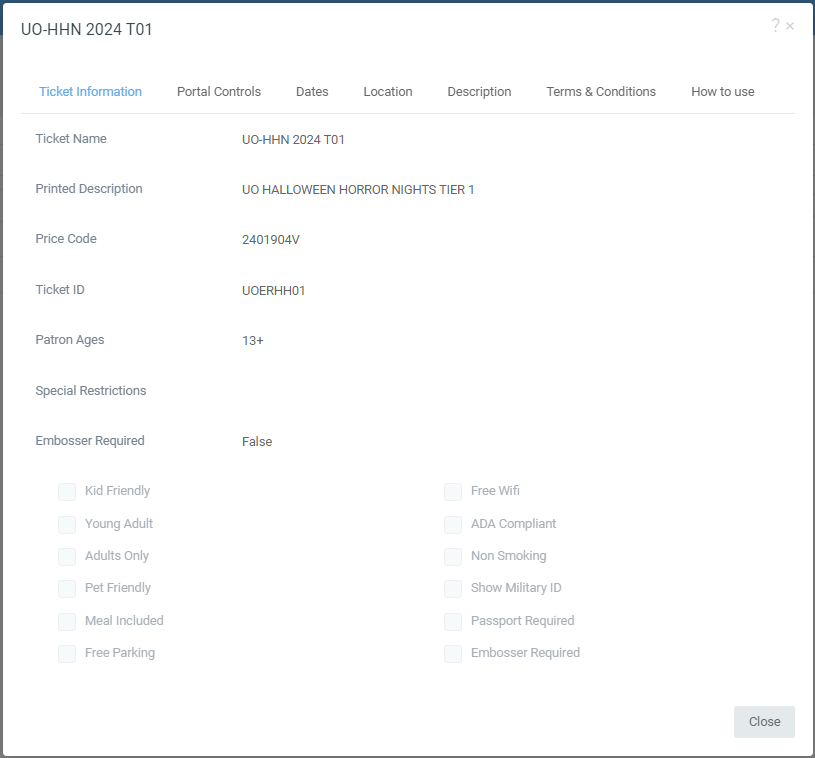 UO-HHN 2024 T01
? ×
Ticket Information Portal Controls Dates Location Description Terms & Conditions How to use
Ticket Name UO-HHN 2024 T01
Printed Description UO HALLOWEEN HORROR NIGHTS TIER 1
Price Code 2401904V
Ticket ID UOERHH01
Patron Ages 13+
Special Restrictions
Embosser Required False
Kid Friendly Free Wifi
Young Adult ADA Compliant
Adults Only Non Smoking
Pet Friendly Show Military ID
Meal Included Passport Required
Free Parking Embosser Required
Close